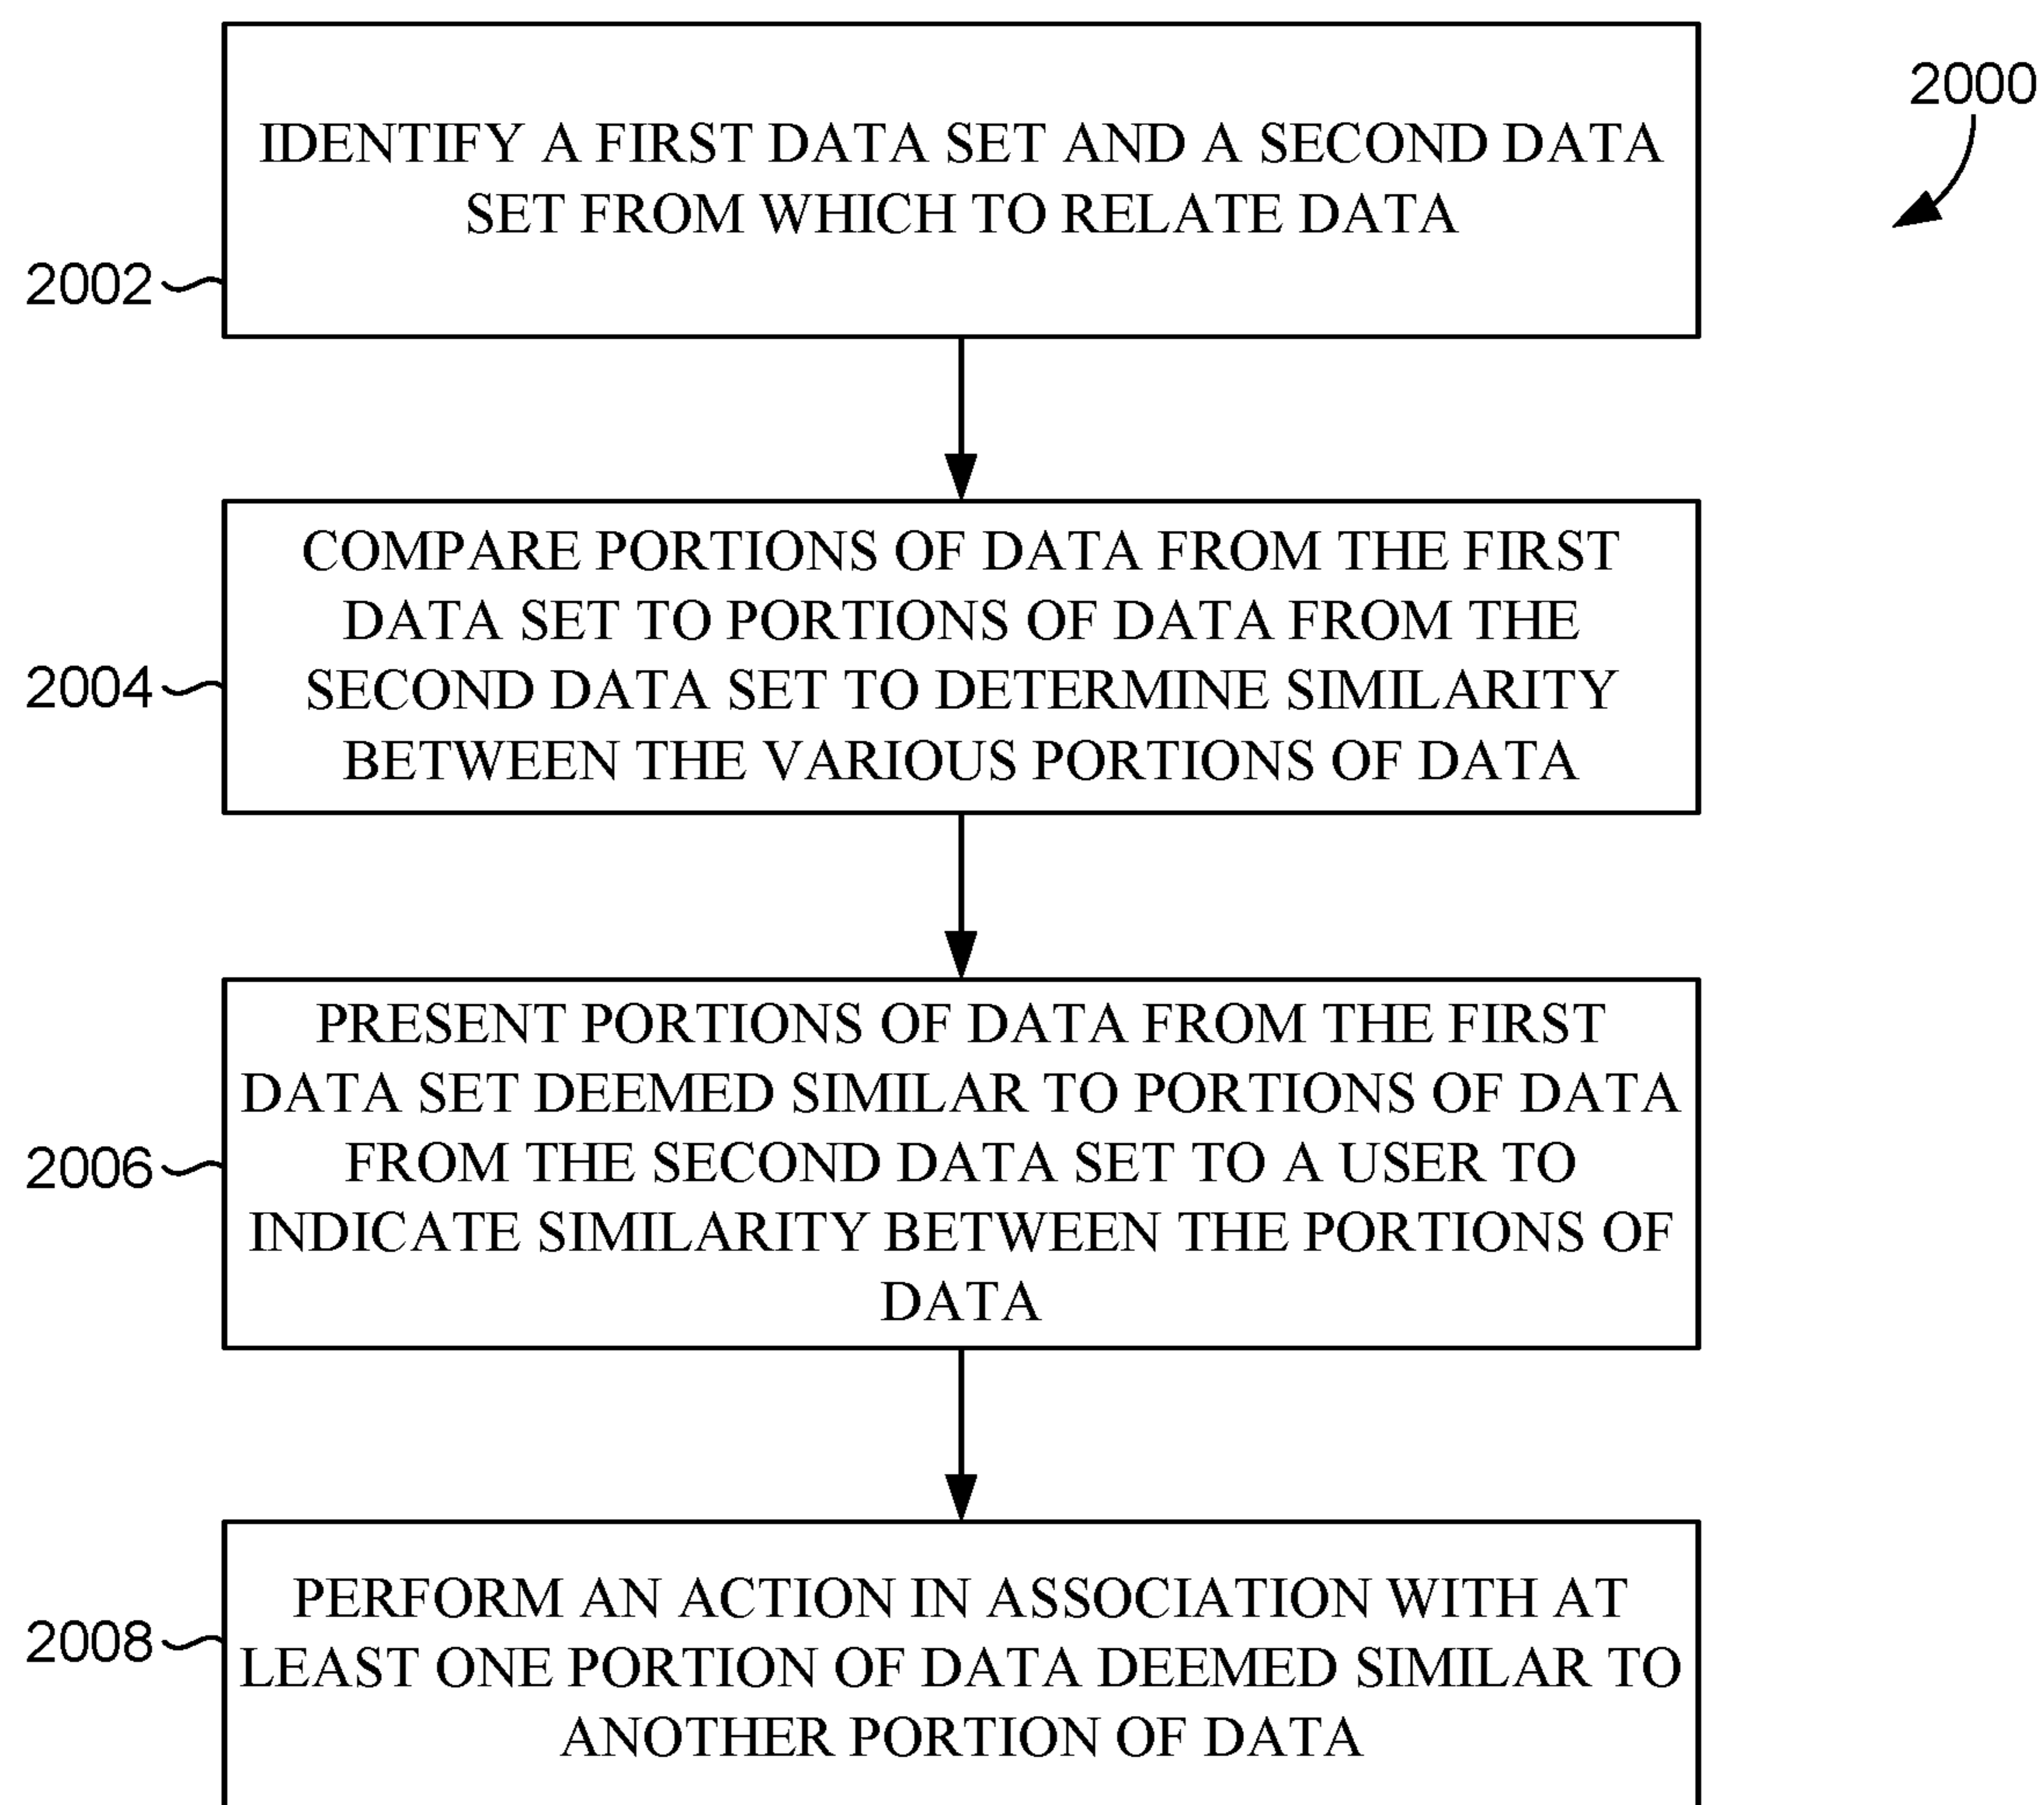 2000
IDENTIFY A FIRST DATA SET AND A SECOND DATA
SET FROM WHICH TO RELATE DATA
2002
COMPARE PORTIONS OF DATA FROM THE FIRST
DATA SET TO PORTIONS OF DATA FROM THE
SECOND DATA SET TO DETERMINE SIMILARITY
BETWEEN THE VARIOUS PORTIONS OF DATA
2004
PRESENT PORTIONS OF DATA FROM THE FIRST
DATA SET DEEMED SIMILAR TO PORTIONS OF DATA
FROM THE SECOND DATA SET TO A USER TO
INDICATE SIMILARITY BETWEEN THE PORTIONS OF
DATA
2006
PERFORM AN ACTION IN ASSOCIATION WITH AT
LEAST ONE PORTION OF DATA DEEMED SIMILAR TO
ANOTHER PORTION OF DATA
2008